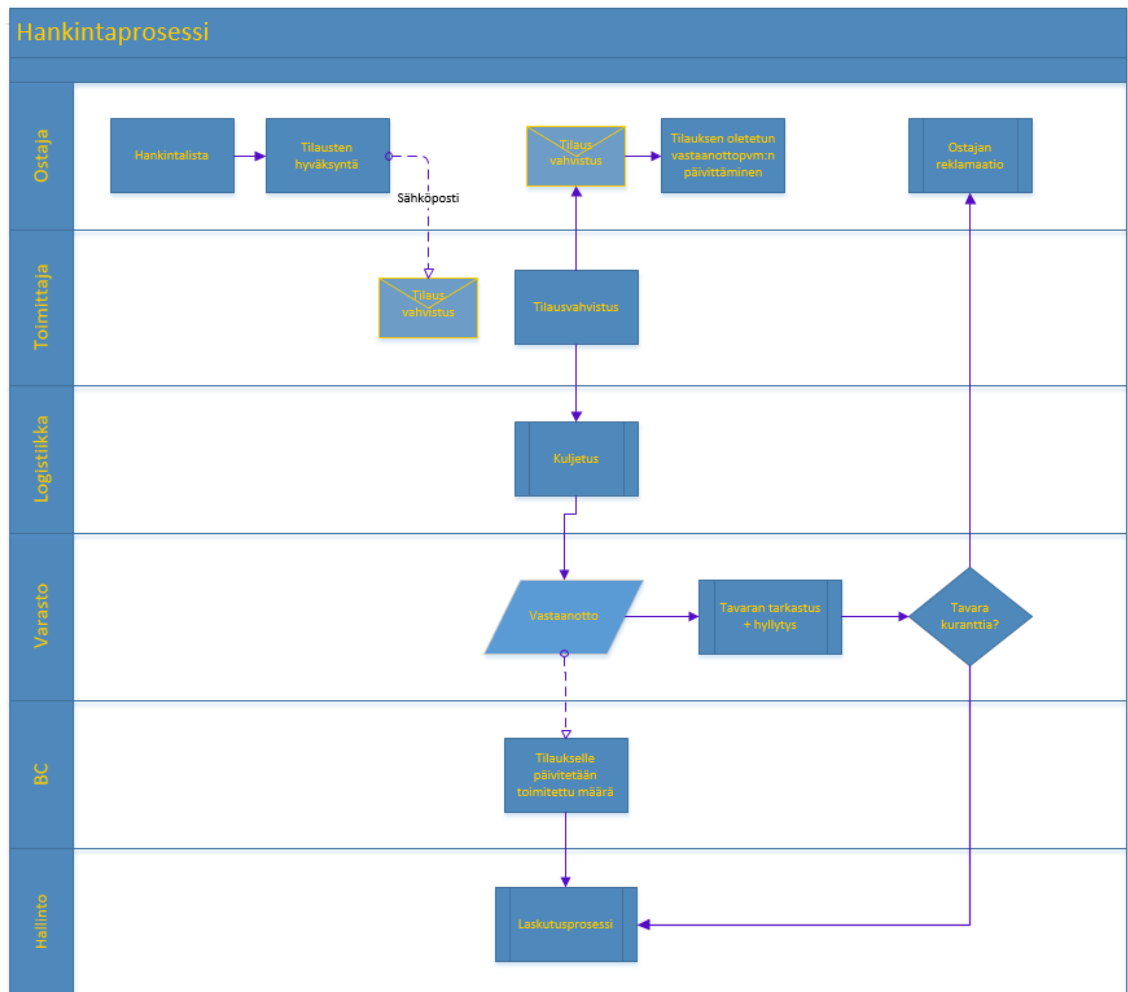 Hankintaprosessi
Ostaja
Hankintalista
Tilausten
hyväksyntä
Sähköposti
Tilaus
vahvistus
Tilauksen oletetun
vastaanottopvm:n
päivittäminen
Ostajan
reklamaatio
Toimittaja
Tilaus
vahvistus
Tilausvahvistus
Logistiikka
Kuljetus
Varasto
Vastaanotto
Tavaran tarkastus
+ hyllytys
Tavara
kuranttia?
BC
Tilaukselle
päivitetään
toimitettu määrä
Hallinto
Laskutusprosessi